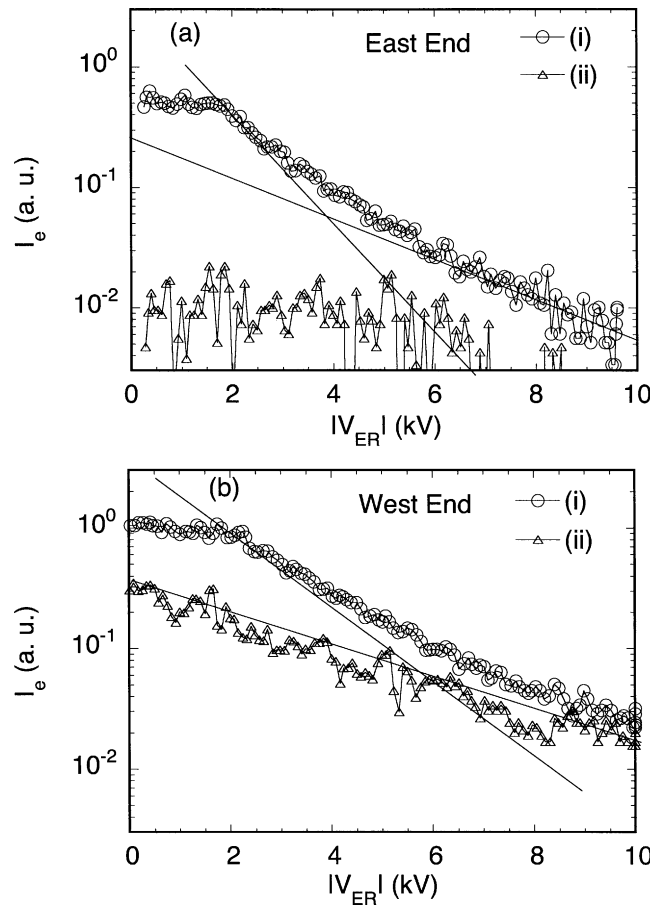 (a)
East End
(i)
(ii)
10^0
10^-1
10^-2
I_e (a. u.)
0 2 4 6 8 10
|V_ER| (kV)
(b)
West End
(i)
(ii)
10^0
10^-1
10^-2
I_e (a. u.)
0 2 4 6 8 10
|V_ER| (kV)